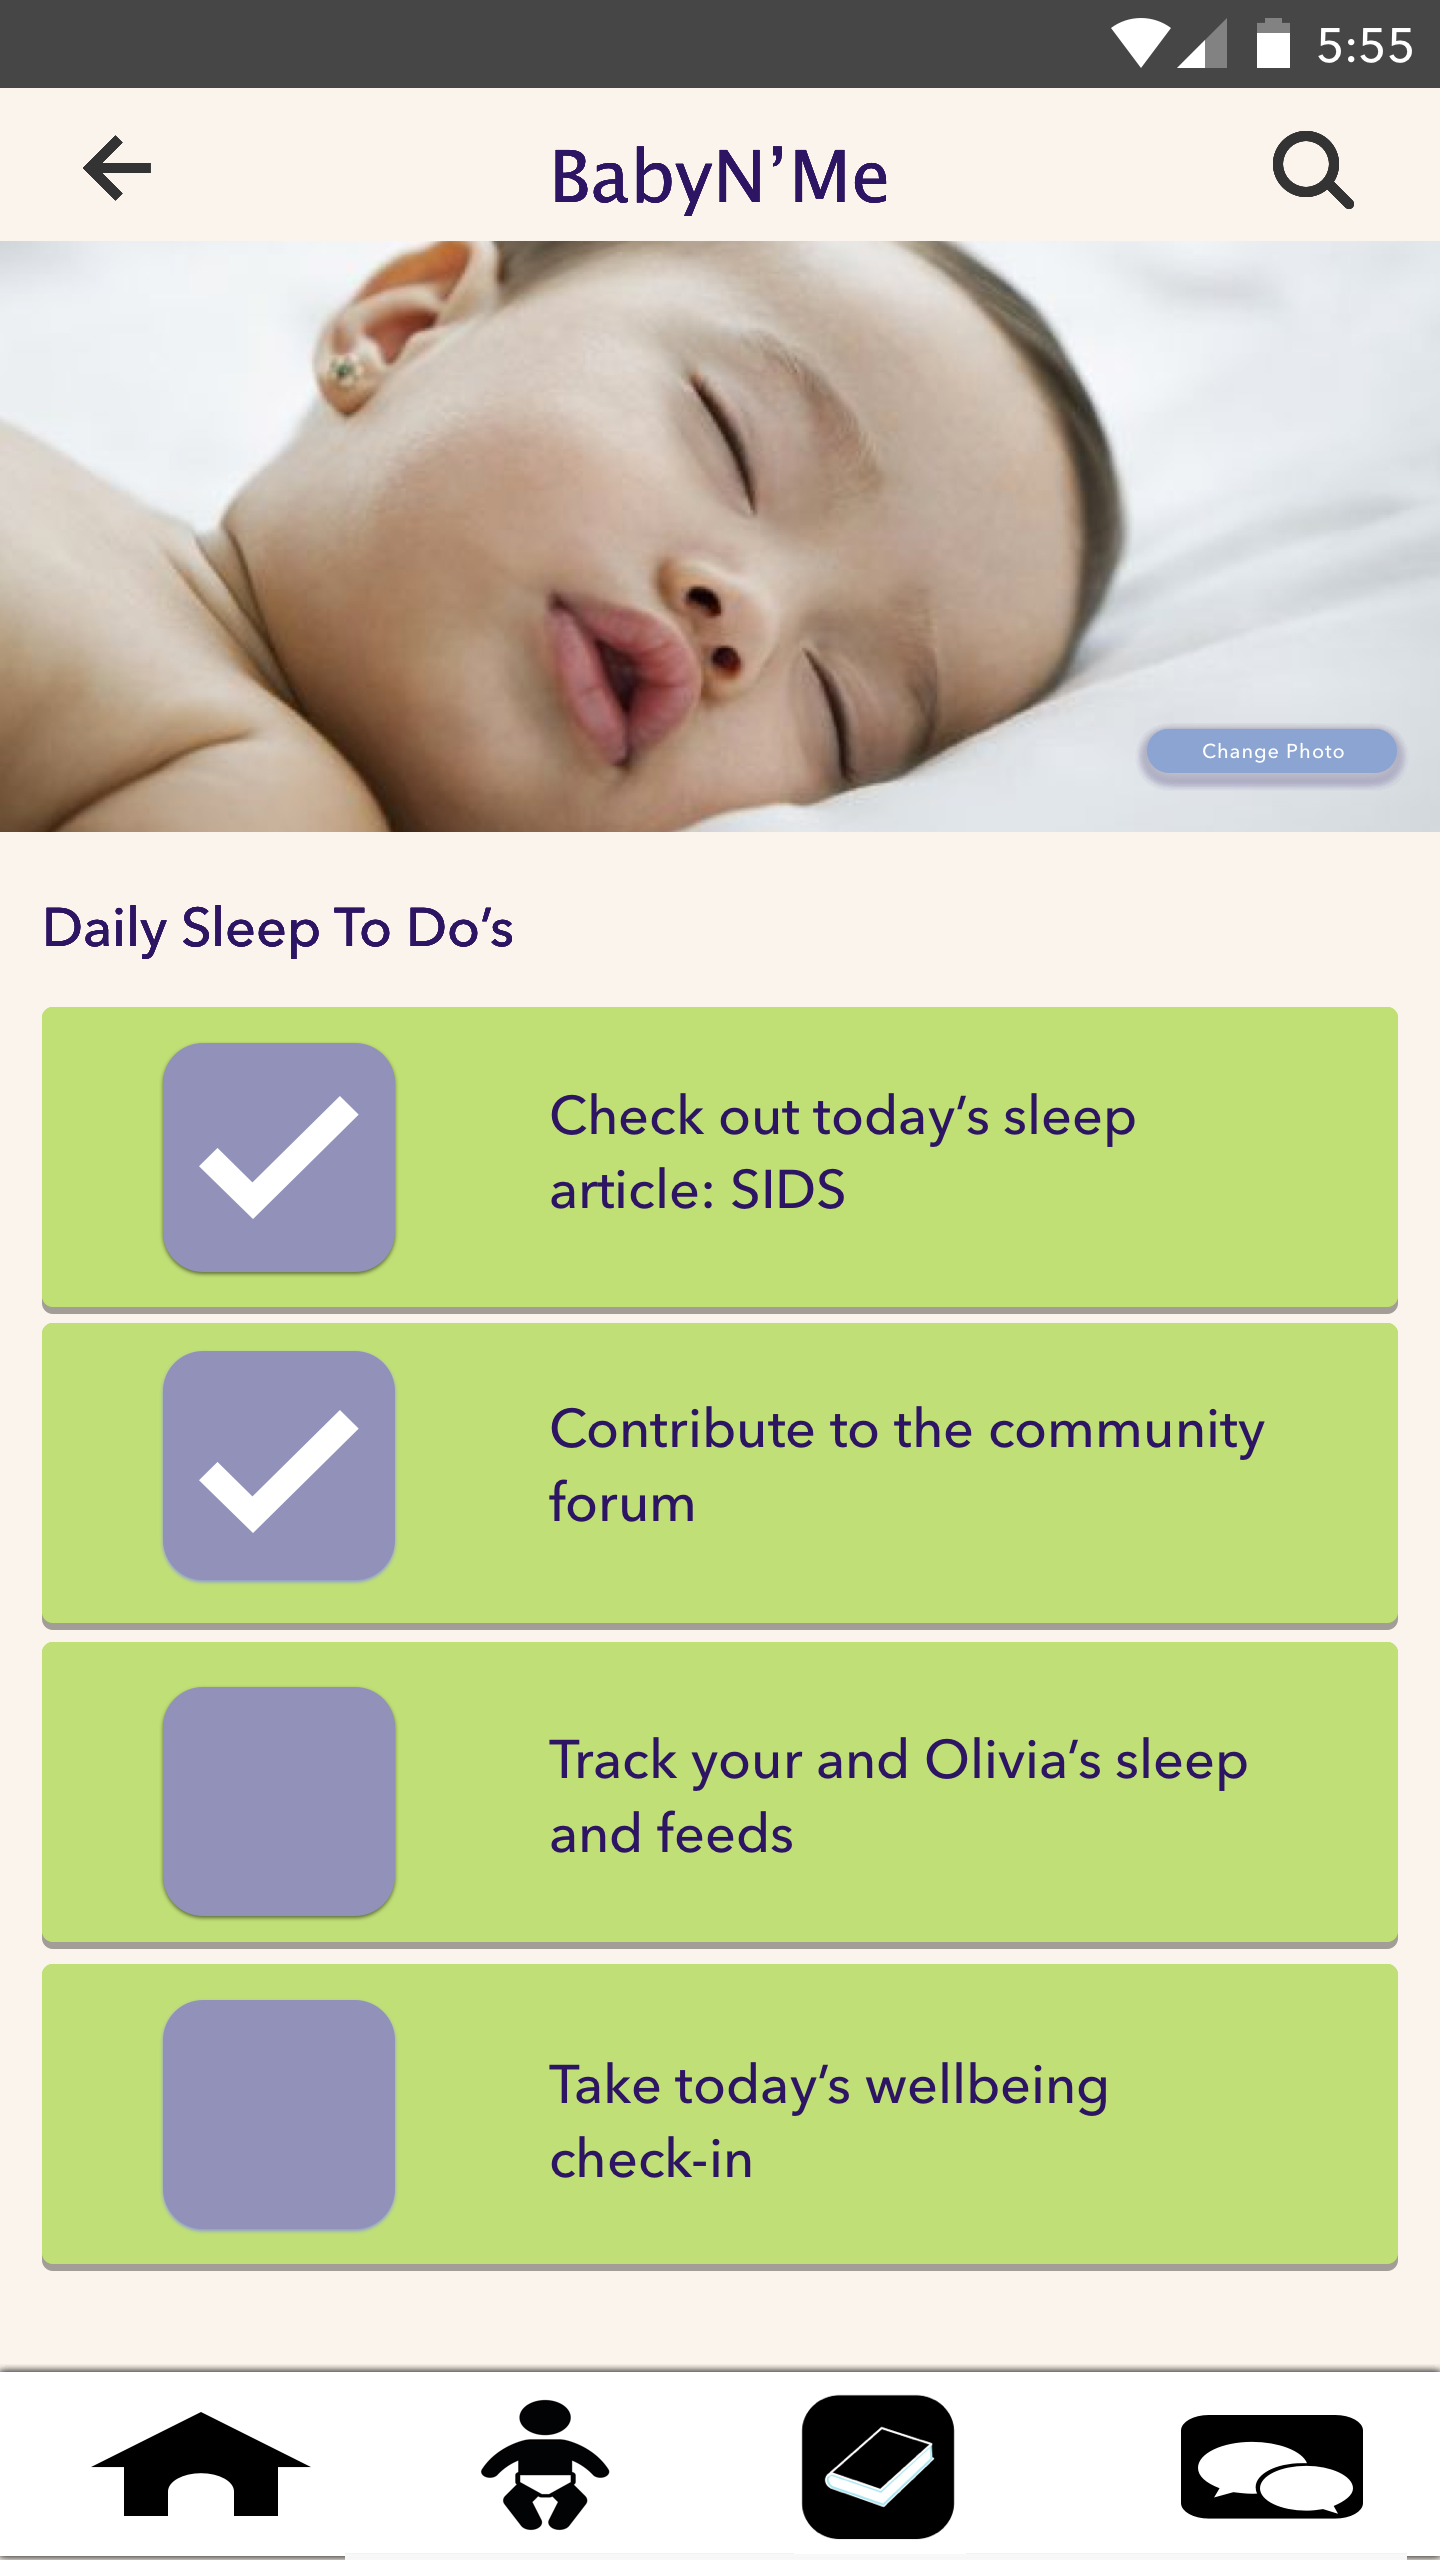 5:55
BabyN’Me
Change Photo
Daily Sleep To Do’s
Check out today’s sleep
article: SIDS
Contribute to the community
forum
Track your and Olivia’s sleep
and feeds
Take today’s wellbeing
check-in